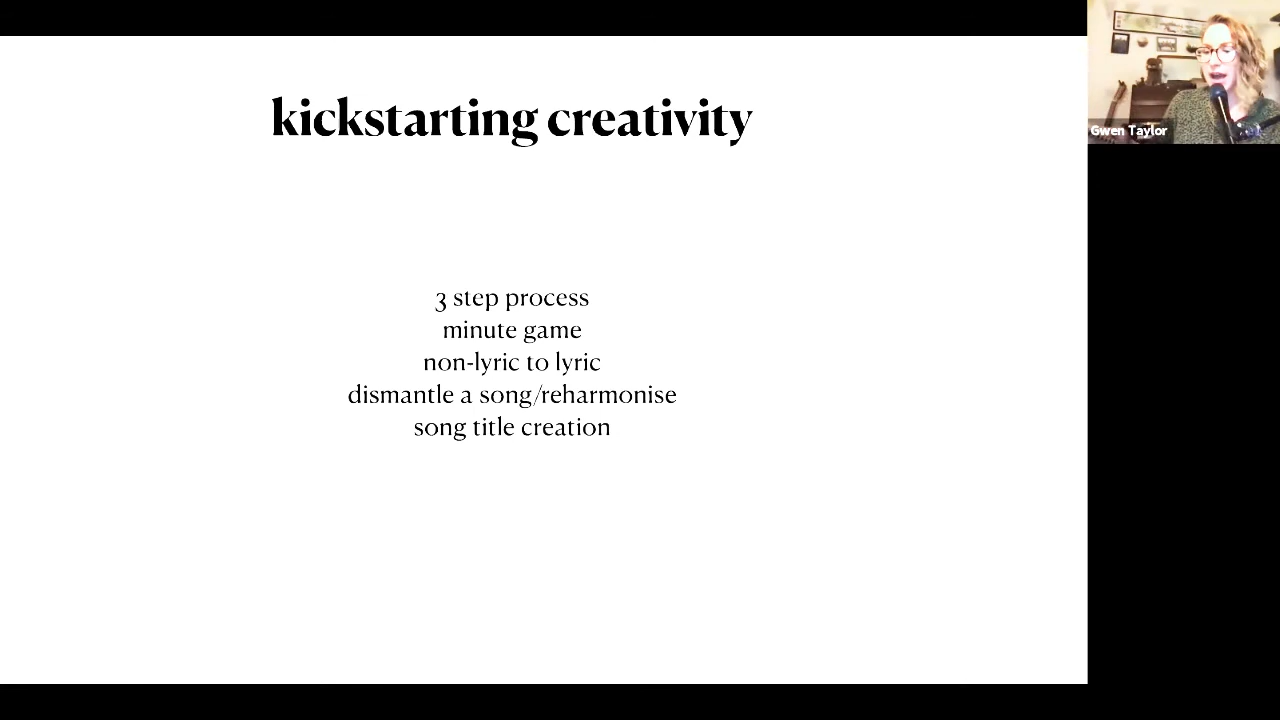 kickstarting creativity
3 step process
minute game
non-lyric to lyric
dismantle a song/reharmonise
song title creation
Gwen Taylor